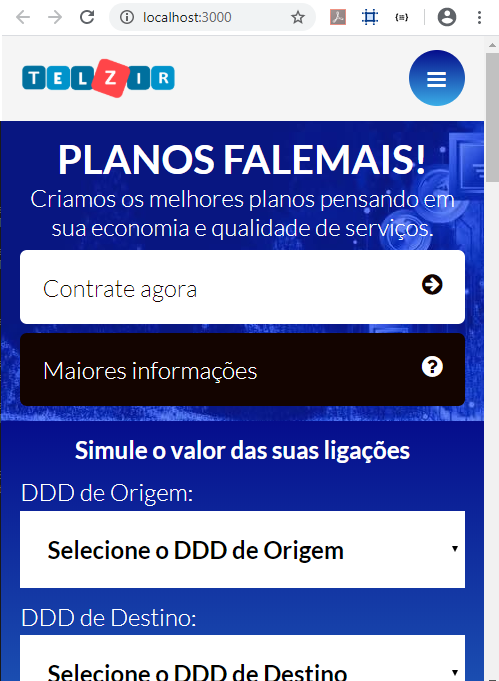 localhost:3000
TELZIR
PLANOS FALEMAIS!
Criamos os melhores planos pensando em
sua economia e qualidade de serviços.
Contrate agora
Maiores informações
Simule o valor das suas ligações
DDD de Origem:
Selecione o DDD de Origem
DDD de Destino:
Selecione o DDD de Destino